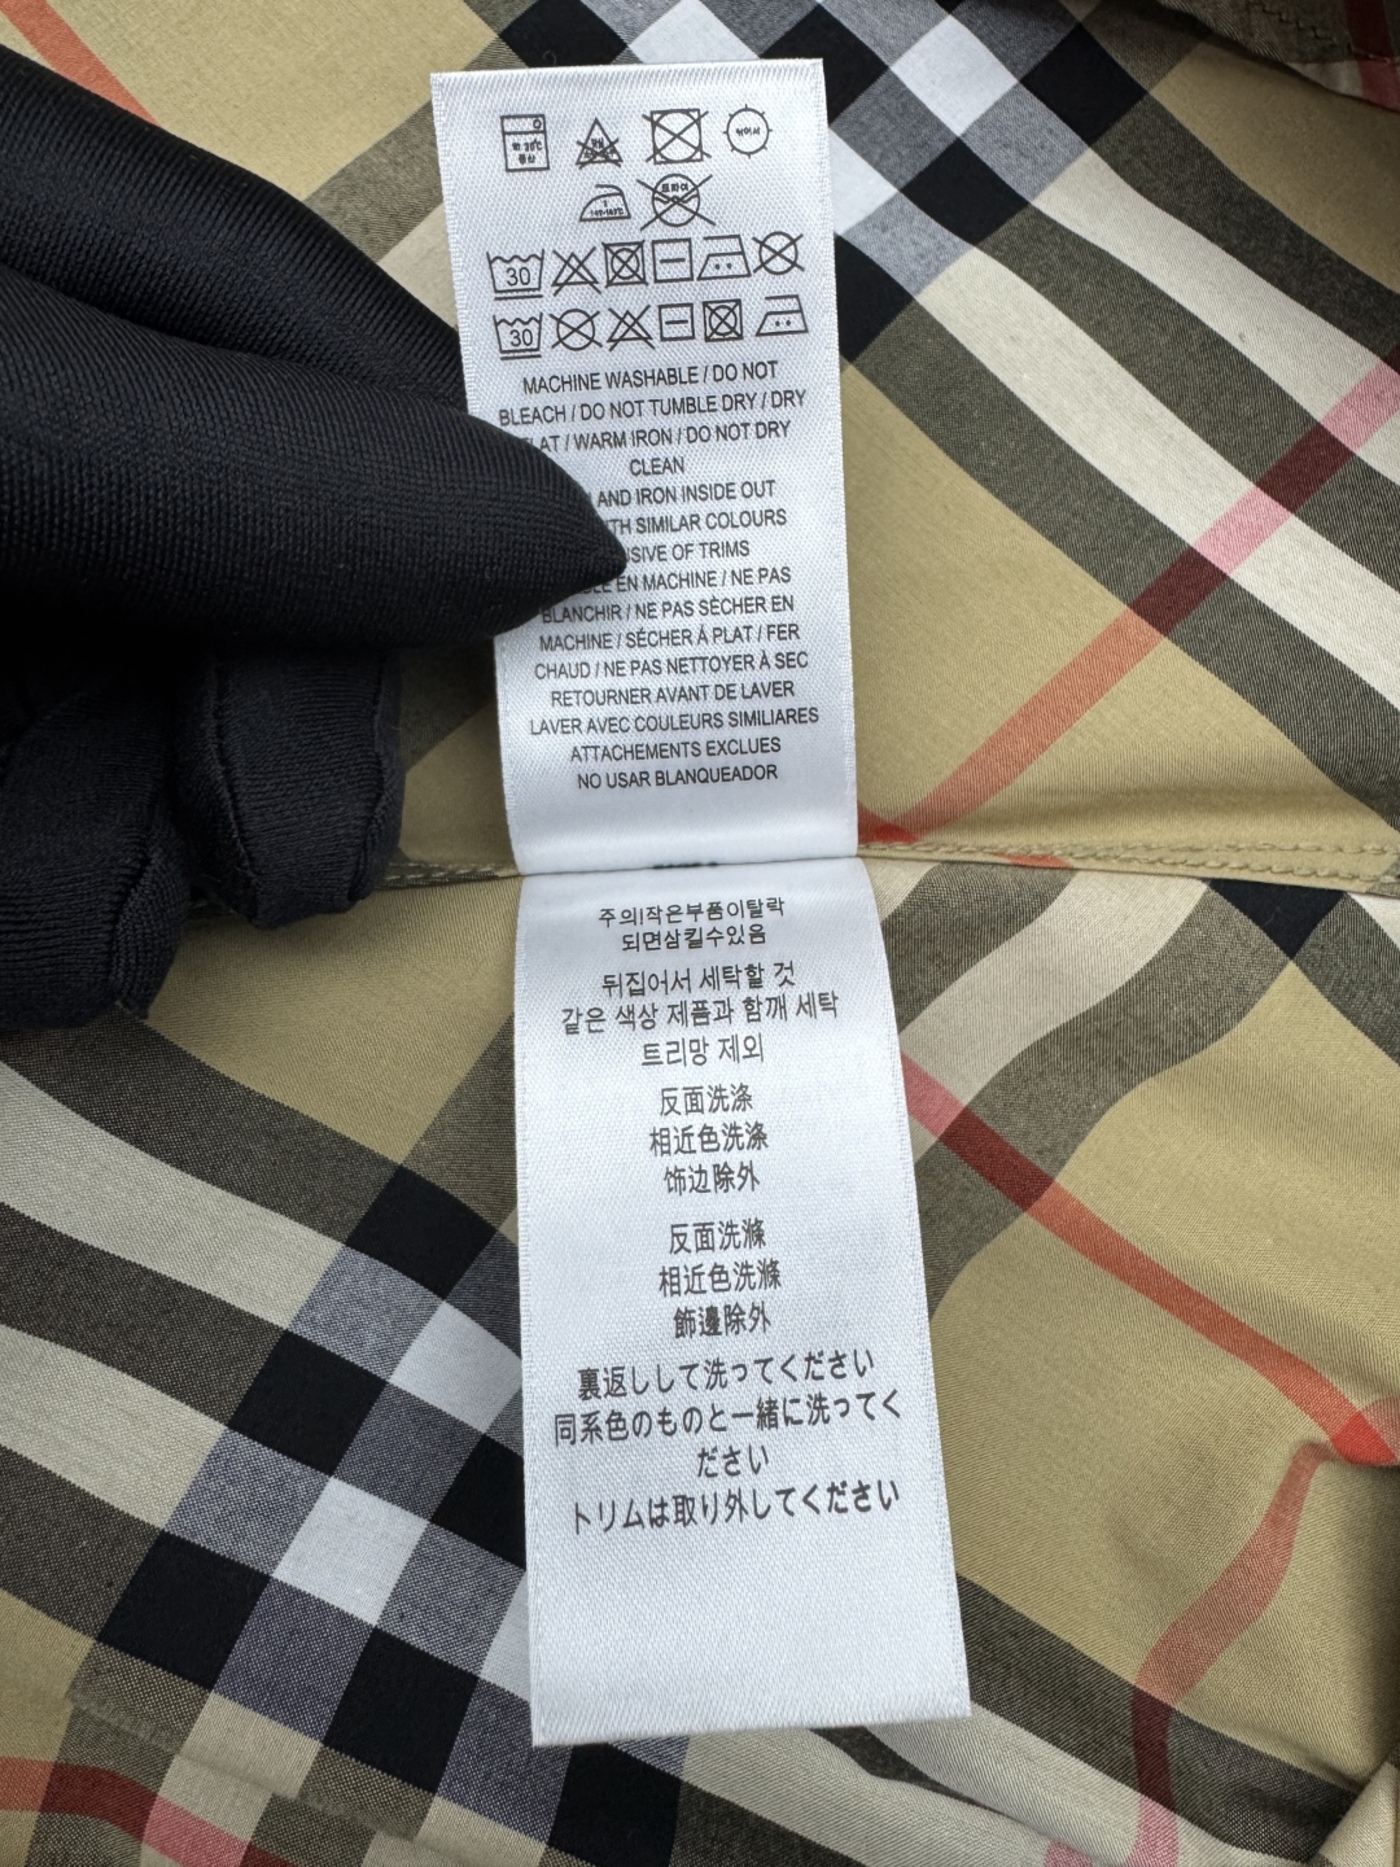 30
30
MACHINE WASHABLE / DO NOT
BLEACH / DO NOT TUMBLE DRY / DRY
LAT / WARM IRON / DO NOT DRY
CLEAN
AND IRON INSIDE OUT
TH SIMILAR COLOURS
SIVE OF TRIMS
LE EN MACHINE / NE PAS
BLANCHIR / NE PAS SÈCHER EN
MACHINE / SÉCHER À PLAT / FER
CHAUD / NE PAS NETTOYER À SEC
RETOURNER AVANT DE LAVER
LAVER AVEC COULEURS SIMILIARES
ATTACHEMENTS EXCLUES
NO USAR BLANQUEADOR
주의|작은부품이탈락
되면삼킬수있음
뒤집어서 세탁할 것
같은 색상 제품과 함깨 세탁
트리망 제외
反面洗涤
相近色洗涤
饰边除外
反面洗滌
相近色洗滌
飾邊除外
裏返しして洗ってください
同系色のものと一緒に洗ってく
ださい
トリムは取り外してください